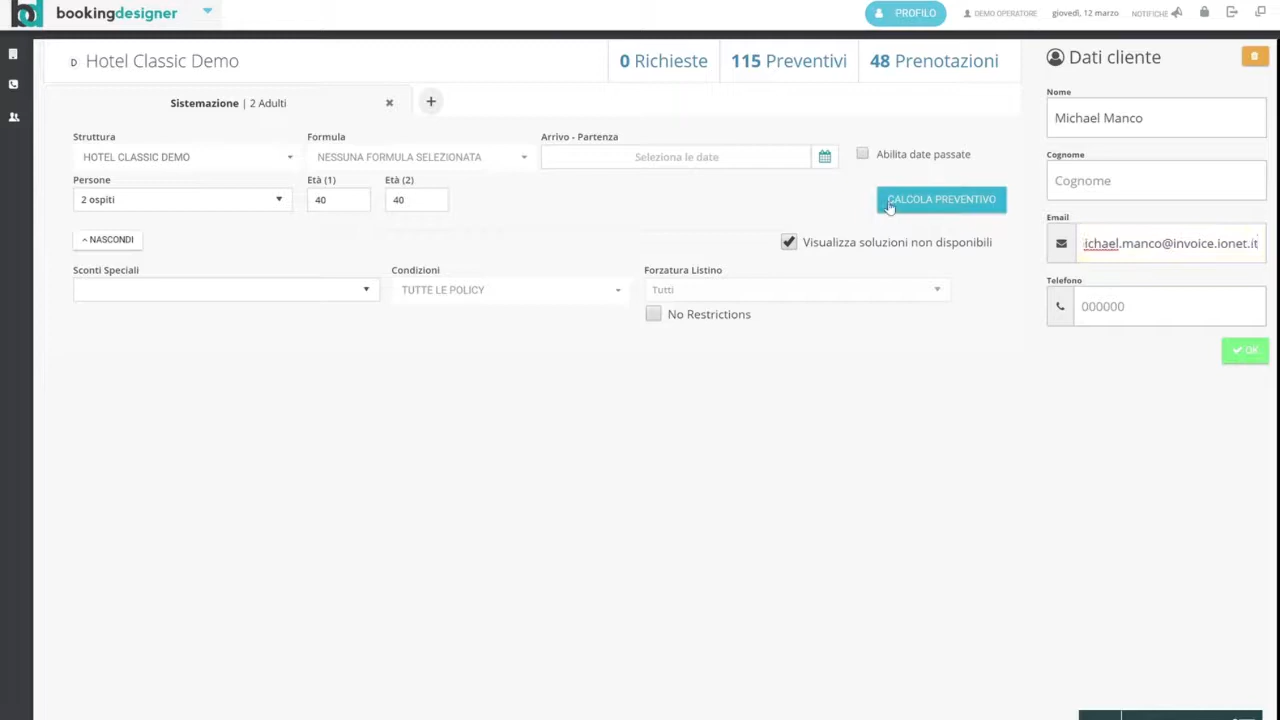 bookingdesigner
PROFILO
DEMO OPERATORE
giovedì, 12 marzo
NOTIFICHE
D Hotel Classic Demo
0 Richieste
115 Preventivi
48 Prenotazioni
Sistemazione | 2 Adulti
Struttura
Formula
Arrivo - Partenza
HOTEL CLASSIC DEMO
NESSUNA FORMULA SELEZIONATA
Seleziona le date
Abilita date passate
Persone
Età (1)
Età (2)
2 ospiti
40
40
CALCOLA PREVENTIVO
NASCONDI
Visualizza soluzioni non disponibili
Sconti Speciali
Condizioni
Forzatura Listino
TUTTE LE POLICY
Tutti
No Restrictions
Dati cliente
Nome
Michael Manco
Cognome
Cognome
Email
ichael.manco@invoice.ionet.it
Telefono
000000
OK